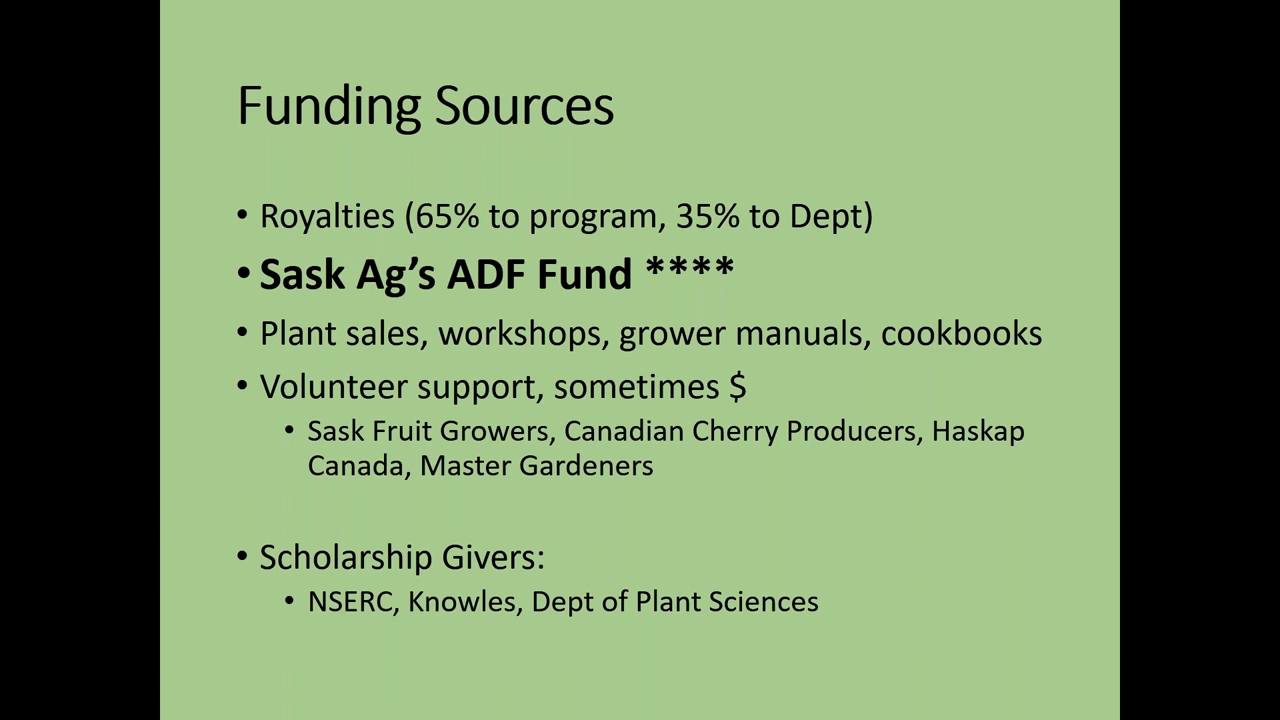 Funding Sources
• Royalties (65% to program, 35% to Dept)
• Sask Ag’s ADF Fund ****
• Plant sales, workshops, grower manuals, cookbooks
• Volunteer support, sometimes $
• Sask Fruit Growers, Canadian Cherry Producers, Haskap
Canada, Master Gardeners
• Scholarship Givers:
• NSERC, Knowles, Dept of Plant Sciences